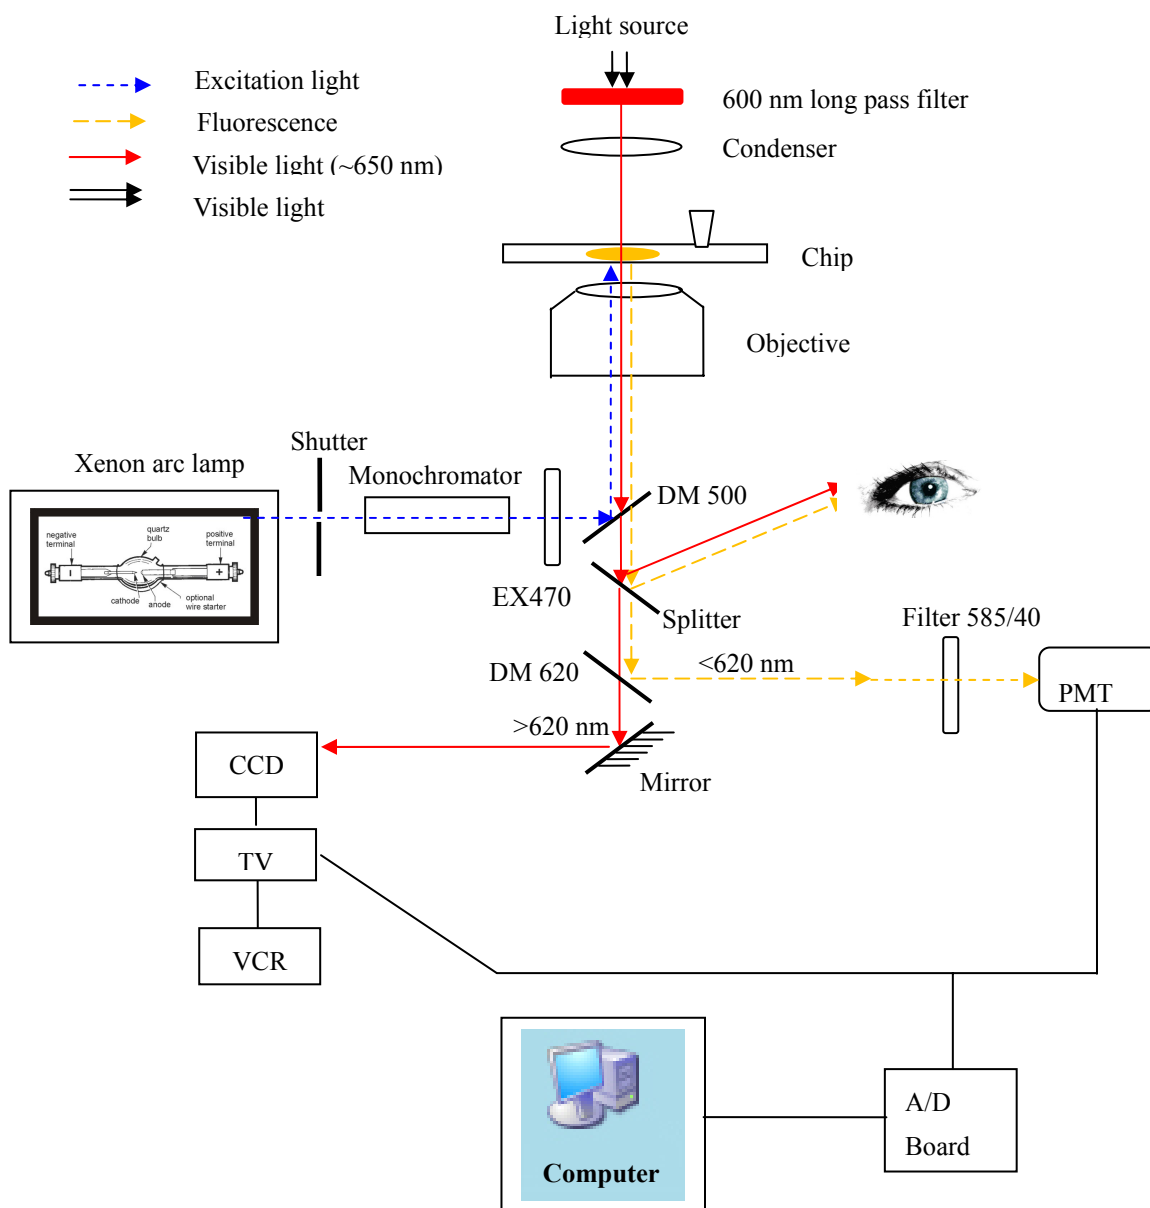 Light source
Excitation light
600 nm long pass filter
Fluorescence
Condenser
Visible light (~650 nm)
Visible light
Chip
Objective
Shutter
Xenon arc lamp
Monochromator
DM 500
negative
terminal
quartz
bulb
positive
terminal
-
+
cathode
anode
optional
wire starter
EX470
Splitter
Filter 585/40
DM 620
<620 nm
PMT
>620 nm
CCD
Mirror
TV
VCR
A/D
Board
Computer